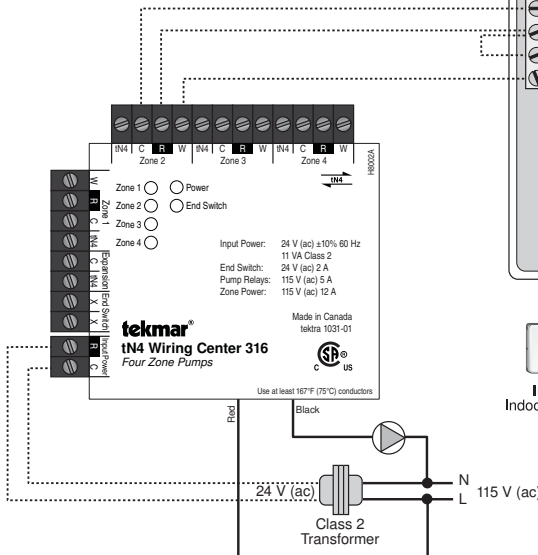 tN4 C R W tN4 C R W tN4 C R W
Zone 2 Zone 3 Zone 4
H8002A
tN4
W
R
C
tN4
Zone 1
C
tN4
Expansion
X
X
End Switch
R
C
Input Power
Zone 1 Power
Zone 2 End Switch
Zone 3
Zone 4
Input Power: 24 V (ac) ±10% 60 Hz
11 VA Class 2
End Switch: 24 V (ac) 2 A
Pump Relays: 115 V (ac) 5 A
Zone Power: 115 V (ac) 12 A
Made in Canada
tektra 1031-01
tekmar®
tN4 Wiring Center 316
Four Zone Pumps
C SA ® US
Use at least 167°F (75°C) conductors
Red
Black
24 V (ac)
N
L
115 V (ac)
Class 2
Transformer
I
Indoo